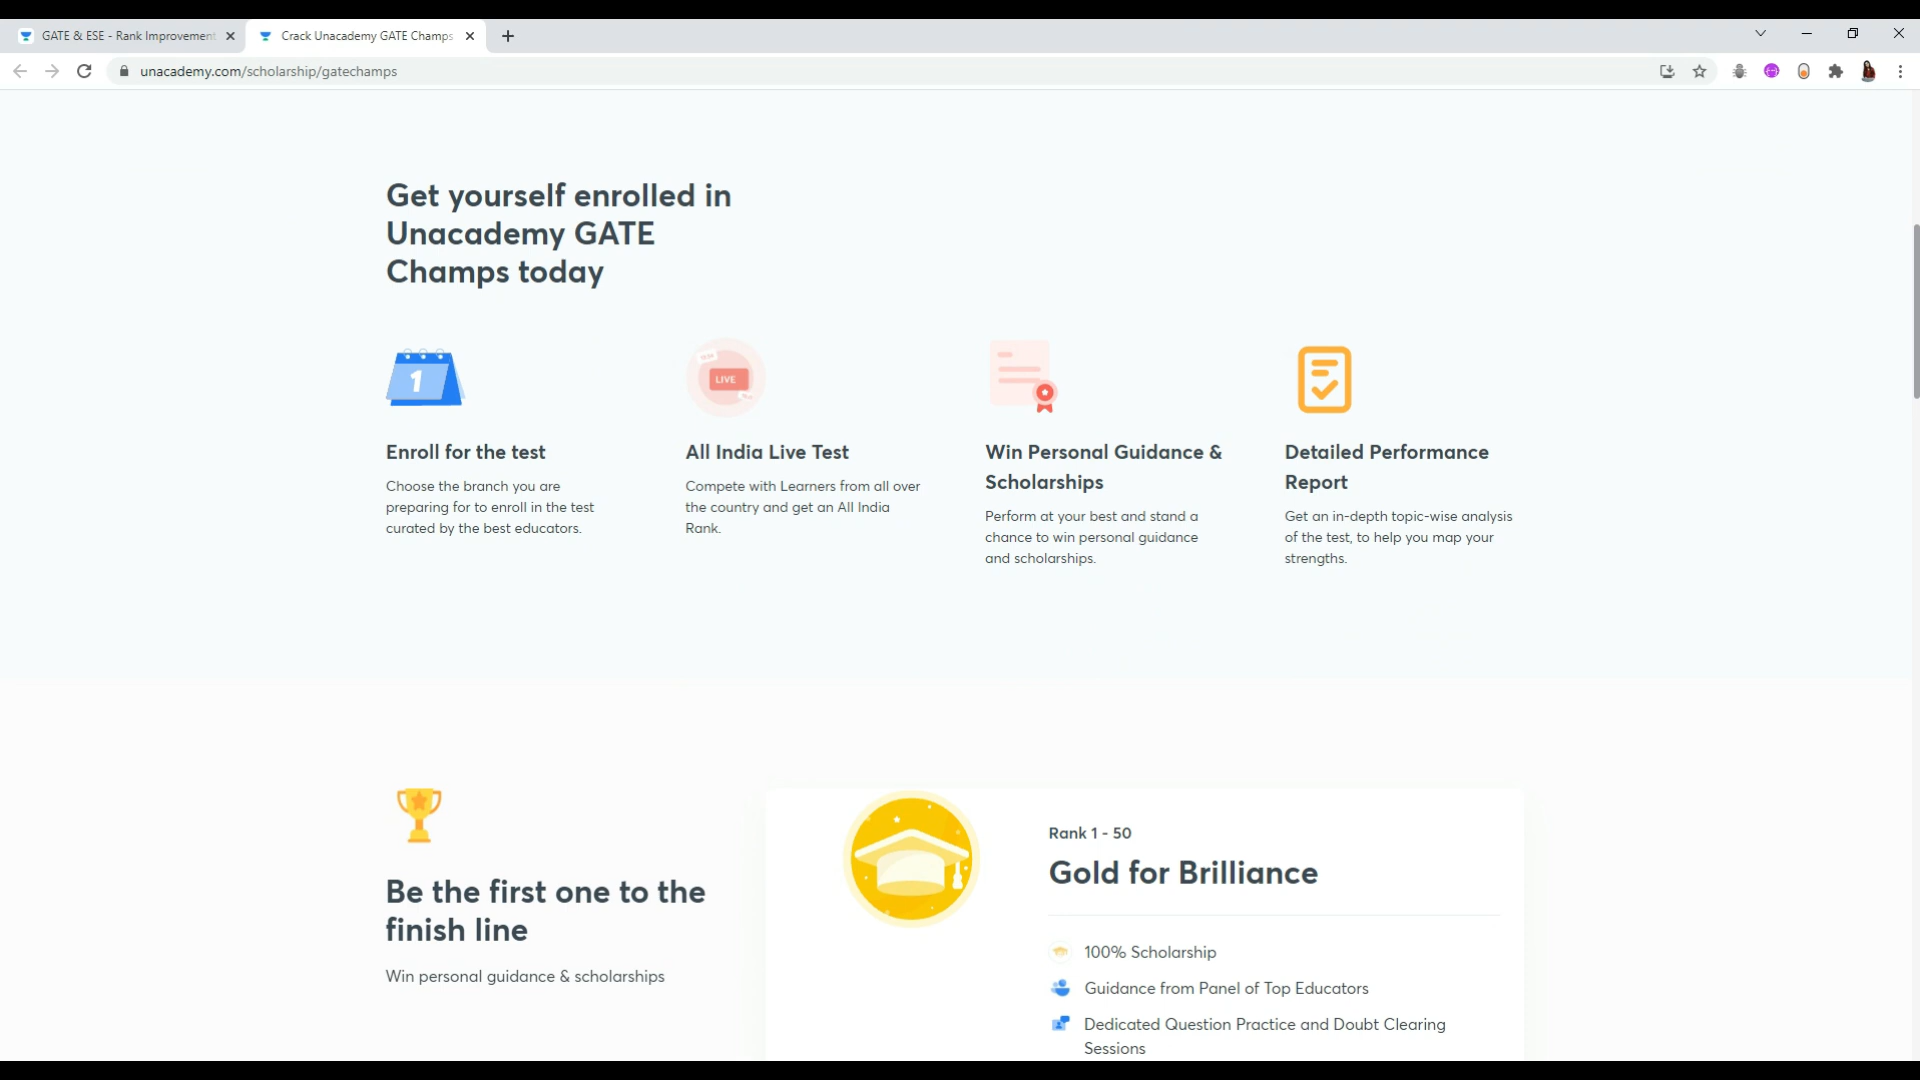 GATE & ESE - Rank Improvement
Crack Unacademy GATE Champs
unacademy.com/scholarship/gatechamps
Get yourself enrolled in
Unacademy GATE
Champs today
1
LIVE
Enroll for the test
Choose the branch you are
preparing for to enroll in the test
curated by the best educators.
All India Live Test
Compete with Learners from all over
the country and get an All India
Rank.
Win Personal Guidance &
Scholarships
Perform at your best and stand a
chance to win personal guidance
and scholarships.
Detailed Performance
Report
Get an in-depth topic-wise analysis
of the test, to help you map your
strengths.
Be the first one to the
finish line
Win personal guidance & scholarships
Rank 1 - 50
Gold for Brilliance
100% Scholarship
Guidance from Panel of Top Educators
Dedicated Question Practice and Doubt Clearing
Sessions